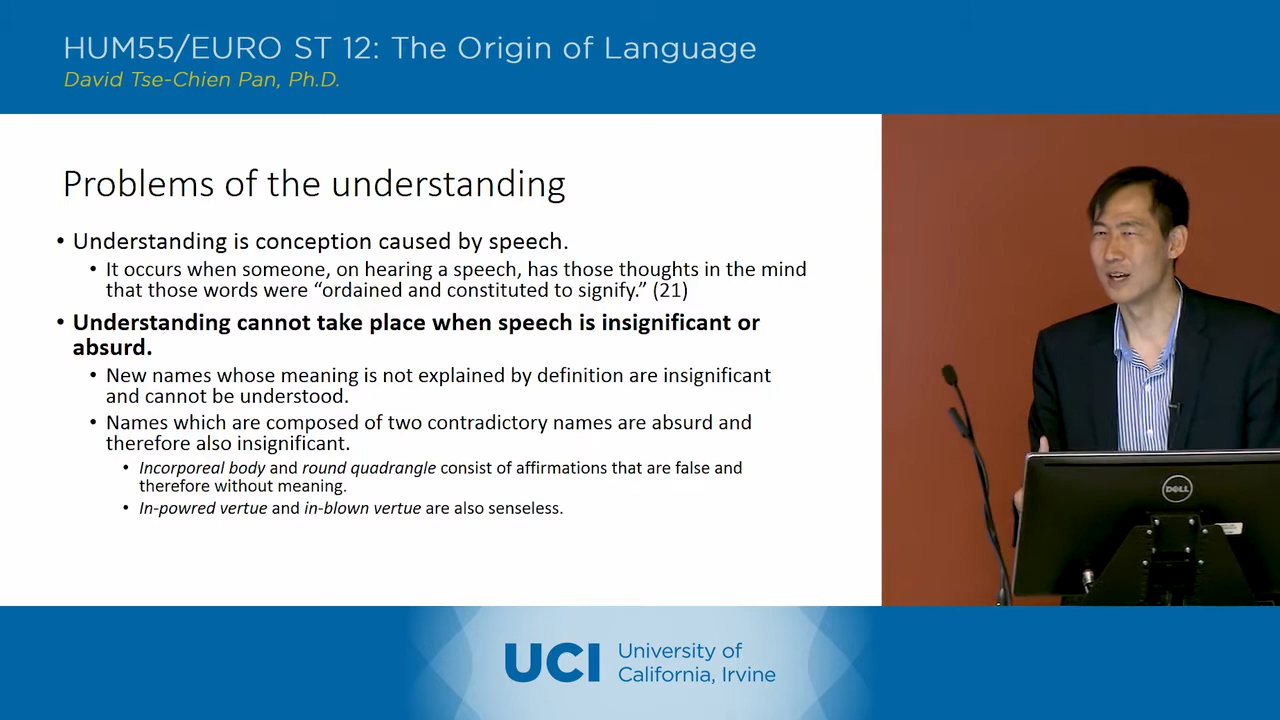 HUM55/EURO ST 12: The Origin of Language
David Tse-Chien Pan, Ph.D.
Problems of the understanding
• Understanding is conception caused by speech.
• It occurs when someone, on hearing a speech, has those thoughts in the mind
that those words were “ordained and constituted to signify.” (21)
• Understanding cannot take place when speech is insignificant or
absurd.
• New names whose meaning is not explained by definition are insignificant
and cannot be understood.
• Names which are composed of two contradictory names are absurd and
therefore also insignificant.
• Incorporeal body and round quadrangle consist of affirmations that are false and
therefore without meaning.
• In-powred vertue and in-blown vertue are also senseless.
DELL
UCI University of
California, Irvine